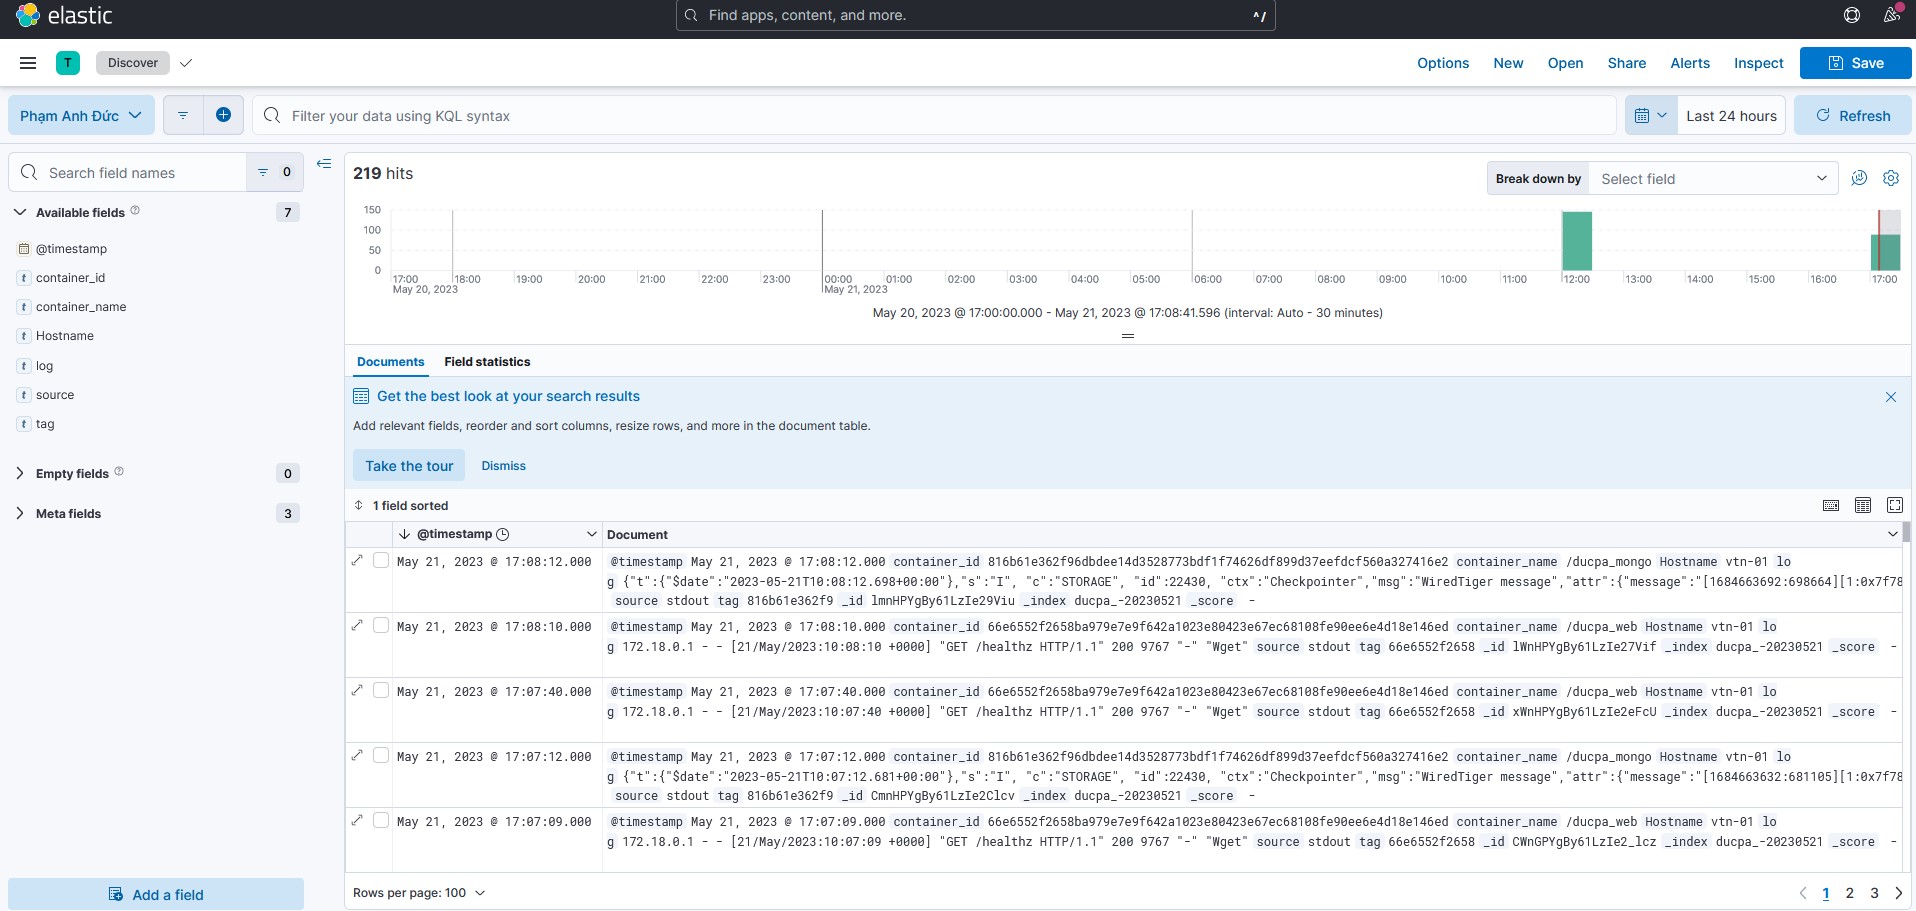 elastic
Find apps, content, and more.
^/
T
Discover
Options
New
Open
Share
Alerts
Inspect
Save
Phạm Anh Đức
Filter your data using KQL syntax
Last 24 hours
Refresh
Search field names
0
Available fields
7
@timestamp
t container_id
t container_name
t Hostname
t log
t source
t tag
Empty fields
0
Meta fields
3
Add a field
219 hits
Break down by Select field
150
100
50
0
17:00 18:00 19:00 20:00 21:00 22:00 23:00 00:00 01:00 02:00 03:00 04:00 05:00 06:00 07:00 08:00 09:00 10:00 11:00 12:00 13:00 14:00 15:00 16:00 17:00
May 20, 2023 May 21, 2023
May 20, 2023 @ 17:00:00.000 - May 21, 2023 @ 17:08:41.596 (interval: Auto - 30 minutes)
Documents Field statistics
Get the best look at your search results
Add relevant fields, reorder and sort columns, resize rows, and more in the document table.
Take the tour Dismiss
1 field sorted
@timestamp Document
May 21, 2023 @ 17:08:12.000 @timestamp May 21, 2023 @ 17:08:12.000 container_id 816b61e362f96dbdee14d3528773bdf1f74626df899d37eefdcf560a327416e2 container_name /ducpa_mongo Hostname vtn-01 lo
g {"t":{"$date":"2023-05-21T10:08:12.698+00:00"},"s":"I", "c":"STORAGE", "id":22430, "ctx":"Checkpointer","msg":"WiredTiger message","attr":{"message":"[1684663692:698664][1:0x7f78
source stdout tag 816b61e362f9 _id lmnHPYgBy61LzIe29Viu _index ducpa_-20230521 _score -
May 21, 2023 @ 17:08:10.000 @timestamp May 21, 2023 @ 17:08:10.000 container_id 66e6552f2658ba979e7e9f642a1023e80423e67ec68108fe90ee6e4d18e146ed container_name /ducpa_web Hostname vtn-01 lo
g 172.18.0.1 - - [21/May/2023:10:08:10 +0000] "GET /healthz HTTP/1.1" 200 9767 "-" "Wget" source stdout tag 66e6552f2658 _id lWnHPYgBy61LzIe27Vif _index ducpa_-20230521 _score -
May 21, 2023 @ 17:07:40.000 @timestamp May 21, 2023 @ 17:07:40.000 container_id 66e6552f2658ba979e7e9f642a1023e80423e67ec68108fe90ee6e4d18e146ed container_name /ducpa_web Hostname vtn-01 lo
g 172.18.0.1 - - [21/May/2023:10:07:40 +0000] "GET /healthz HTTP/1.1" 200 9767 "-" "Wget" source stdout tag 66e6552f2658 _id xWnHPYgBy61LzIe2eFcU _index ducpa_-20230521 _score -
May 21, 2023 @ 17:07:12.000 @timestamp May 21, 2023 @ 17:07:12.000 container_id 816b61e362f96dbdee14d3528773bdf1f74626df899d37eefdcf560a327416e2 container_name /ducpa_mongo Hostname vtn-01 lo
g {"t":{"$date":"2023-05-21T10:07:12.681+00:00"},"s":"I", "c":"STORAGE", "id":22430, "ctx":"Checkpointer","msg":"WiredTiger message","attr":{"message":"[1684663632:681105][1:0x7f78
source stdout tag 816b61e362f9 _id CmnHPYgBy61LzIe2Clcv _index ducpa_-20230521 _score -
May 21, 2023 @ 17:07:09.000 @timestamp May 21, 2023 @ 17:07:09.000 container_id 66e6552f2658ba979e7e9f642a1023e80423e67ec68108fe90ee6e4d18e146ed container_name /ducpa_web Hostname vtn-01 lo
g 172.18.0.1 - - [21/May/2023:10:07:09 +0000] "GET /healthz HTTP/1.1" 200 9767 "-" "Wget" source stdout tag 66e6552f2658 _id CWnGPYgBy61LzIe2_lcz _index ducpa_-20230521 _score -
Rows per page: 100
1 2 3